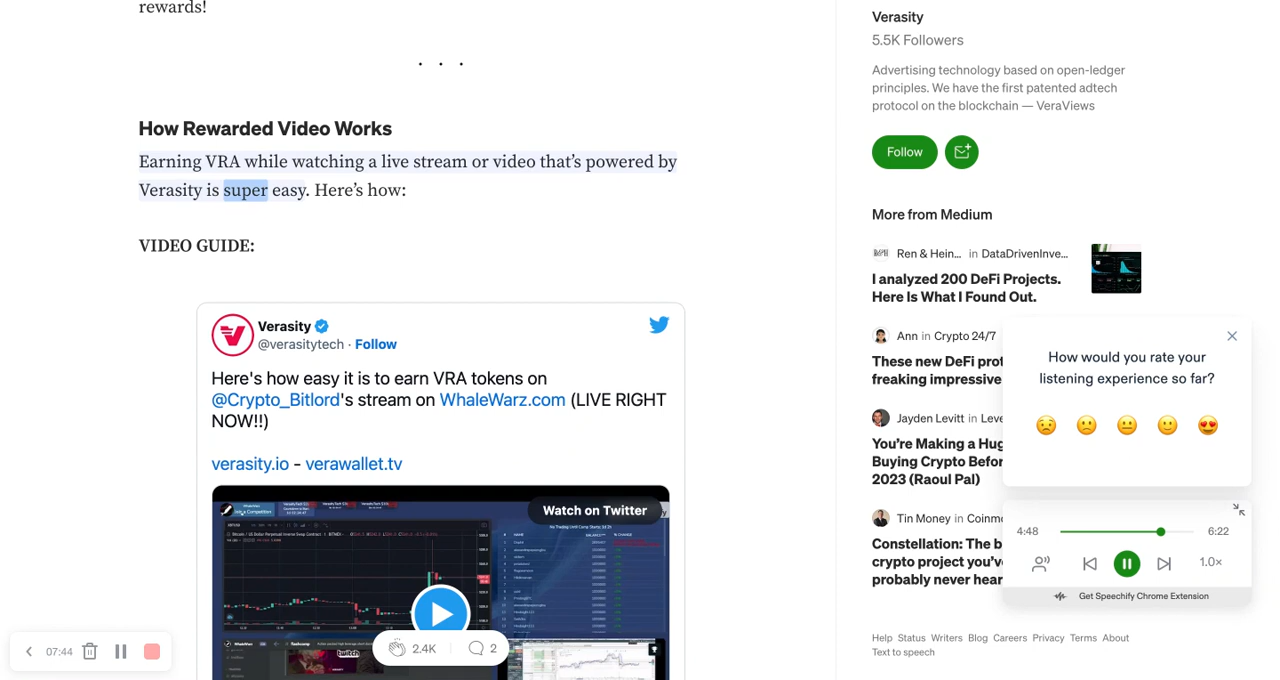 rewards!
. . .
How Rewarded Video Works
Earning VRA while watching a live stream or video that's powered by
Verasity is super easy. Here's how:
VIDEO GUIDE:
Verasity
@verasitytech · Follow
Here's how easy it is to earn VRA tokens on
@Crypto_Bitlord's stream on WhaleWarz.com (LIVE RIGHT
NOW!!)
verasity.io - verawallet.tv
Watch on Twitter
twitch
2.4K
2
07:44
Verasity
5.5K Followers
Advertising technology based on open-ledger
principles. We have the first patented adtech
protocol on the blockchain — VeraViews
Follow
More from Medium
Ren & Hein... in DataDrivenInve...
I analyzed 200 DeFi Projects.
Here Is What I Found Out.
Ann in Crypto 24/7
These new DeFi prot
freaking impressive
Jayden Levitt in Leve
You're Making a Hug
Buying Crypto Befor
2023 (Raoul Pal)
Tin Money in Coinmo
Constellation: The b
crypto project you've
probably never hear
How would you rate your
listening experience so far?
4:48
6:22
1.0×
Get Speechify Chrome Extension
Help Status Writers Blog Careers Privacy Terms About
Text to speech